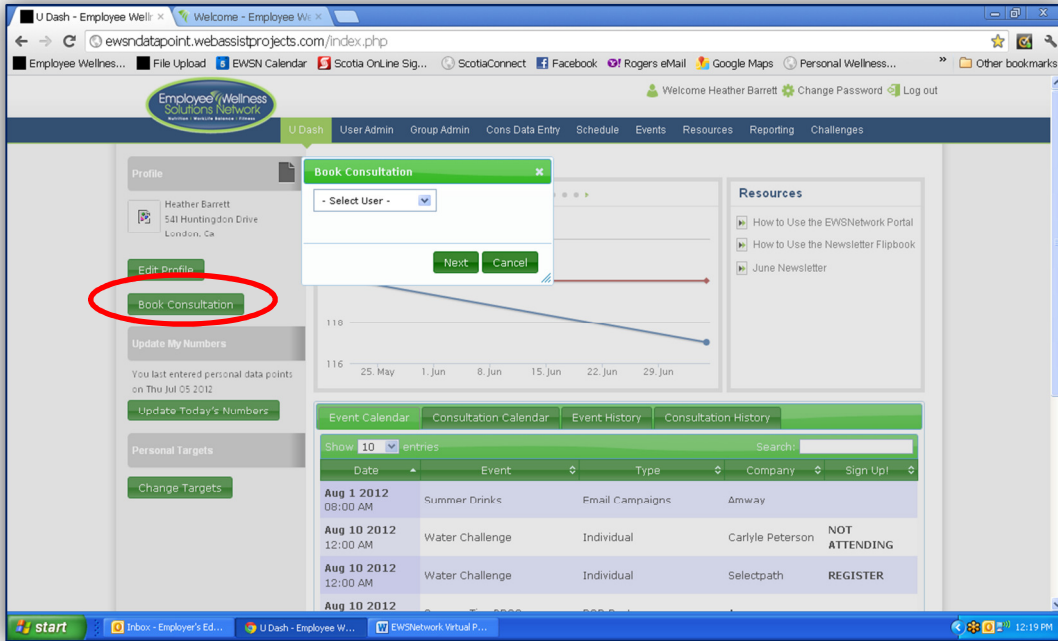 U Dash - Employee Wellr
Welcome - Employee We
ewsndatapoint.webassistprojects.com/index.php
Employee Wellnes...
File Upload
EWSN Calendar
Scotia OnLine Sig...
ScotiaConnect
Facebook
Rogers eMail
Google Maps
Personal Wellness...
»
Other bookmarks
Employee Wellness
Solutions Network
Nutrition | Worklife Balance | Fitness
Welcome Heather Barrett
Change Password
Log out
U Dash
User Admin
Group Admin
Cons Data Entry
Schedule
Events
Resources
Reporting
Challenges
Profile
Heather Barrett
541 Huntingdon Drive
London, Ca
Edit Profile
Book Consultation
Update My Numbers
You last entered personal data points
on Thu Jul 05 2012
Update Today's Numbers
Personal Targets
Change Targets
Book Consultation
- Select User -
Next
Cancel
116
25. May
1. Jun
8. Jun
15. Jun
22. Jun
29. Jun
Resources
How to Use the EWSNetwork Portal
How to Use the Newsletter Flipbook
June Newsletter
Event Calendar
Consultation Calendar
Event History
Consultation History
Show 10 entries
Search:
Date
Event
Type
Company
Sign Up!
Aug 1 2012
08:00 AM
Summer Drinks
Email Campaigns
Amway
Aug 10 2012
12:00 AM
Water Challenge
Individual
Carlyle Peterson
NOT
ATTENDING
Aug 10 2012
12:00 AM
Water Challenge
Individual
Selectpath
REGISTER
Aug 10 2012
start
Inbox - Employer's Ed...
U Dash - Employee W...
EWSNetwork Virtual P...
12:19 PM